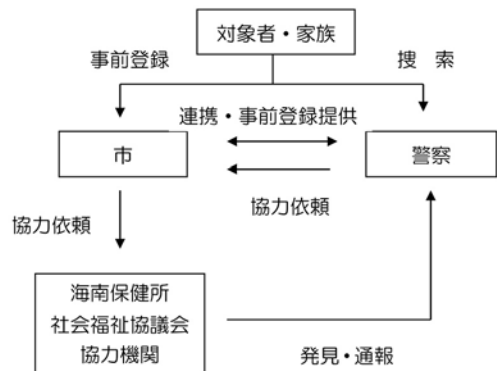 対象者・家族
事前登録
捜　索
連携・事前登録提供
市
警察
協力依頼
協力依頼
海南保健所
社会福祉協議会
協力機関
発見・通報